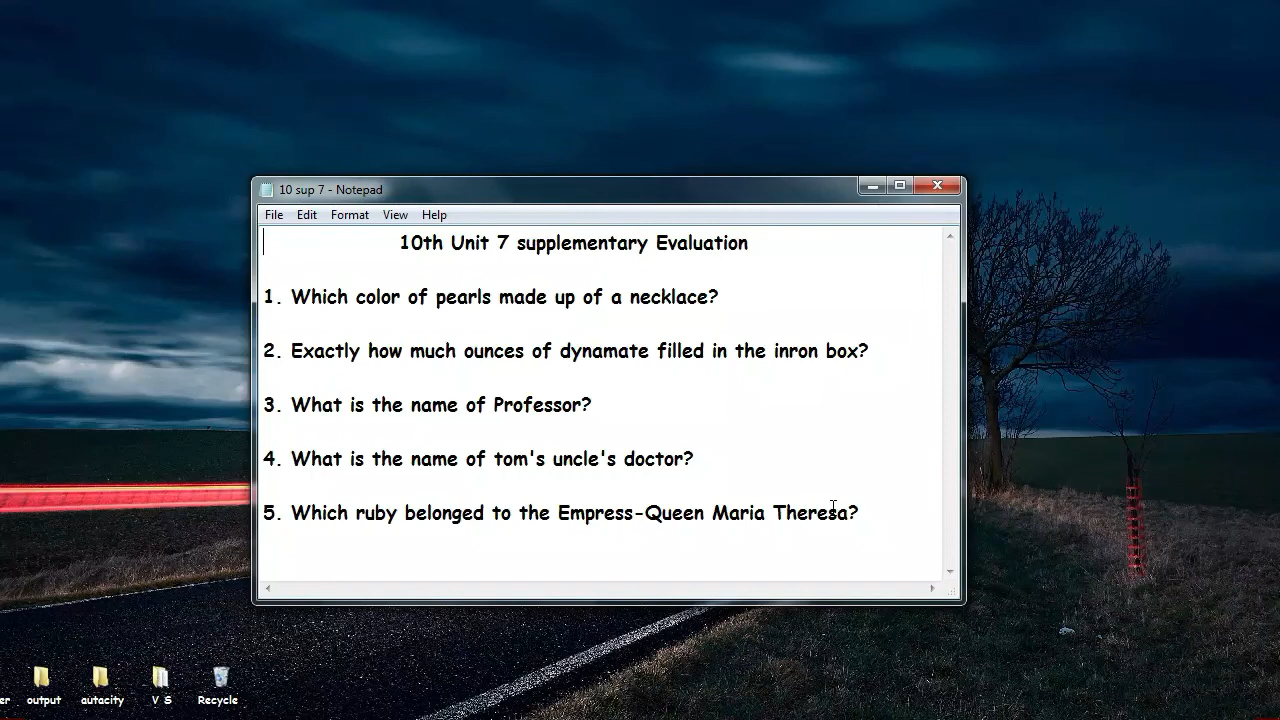 10 sup 7 - Notepad
File Edit Format View Help
10th Unit 7 supplementary Evaluation
1. Which color of pearls made up of a necklace?
2. Exactly how much ounces of dynamate filled in the inron box?
3. What is the name of Professor?
4. What is the name of tom's uncle's doctor?
5. Which ruby belonged to the Empress-Queen Maria Theresa?
er output autacity V S Recycle